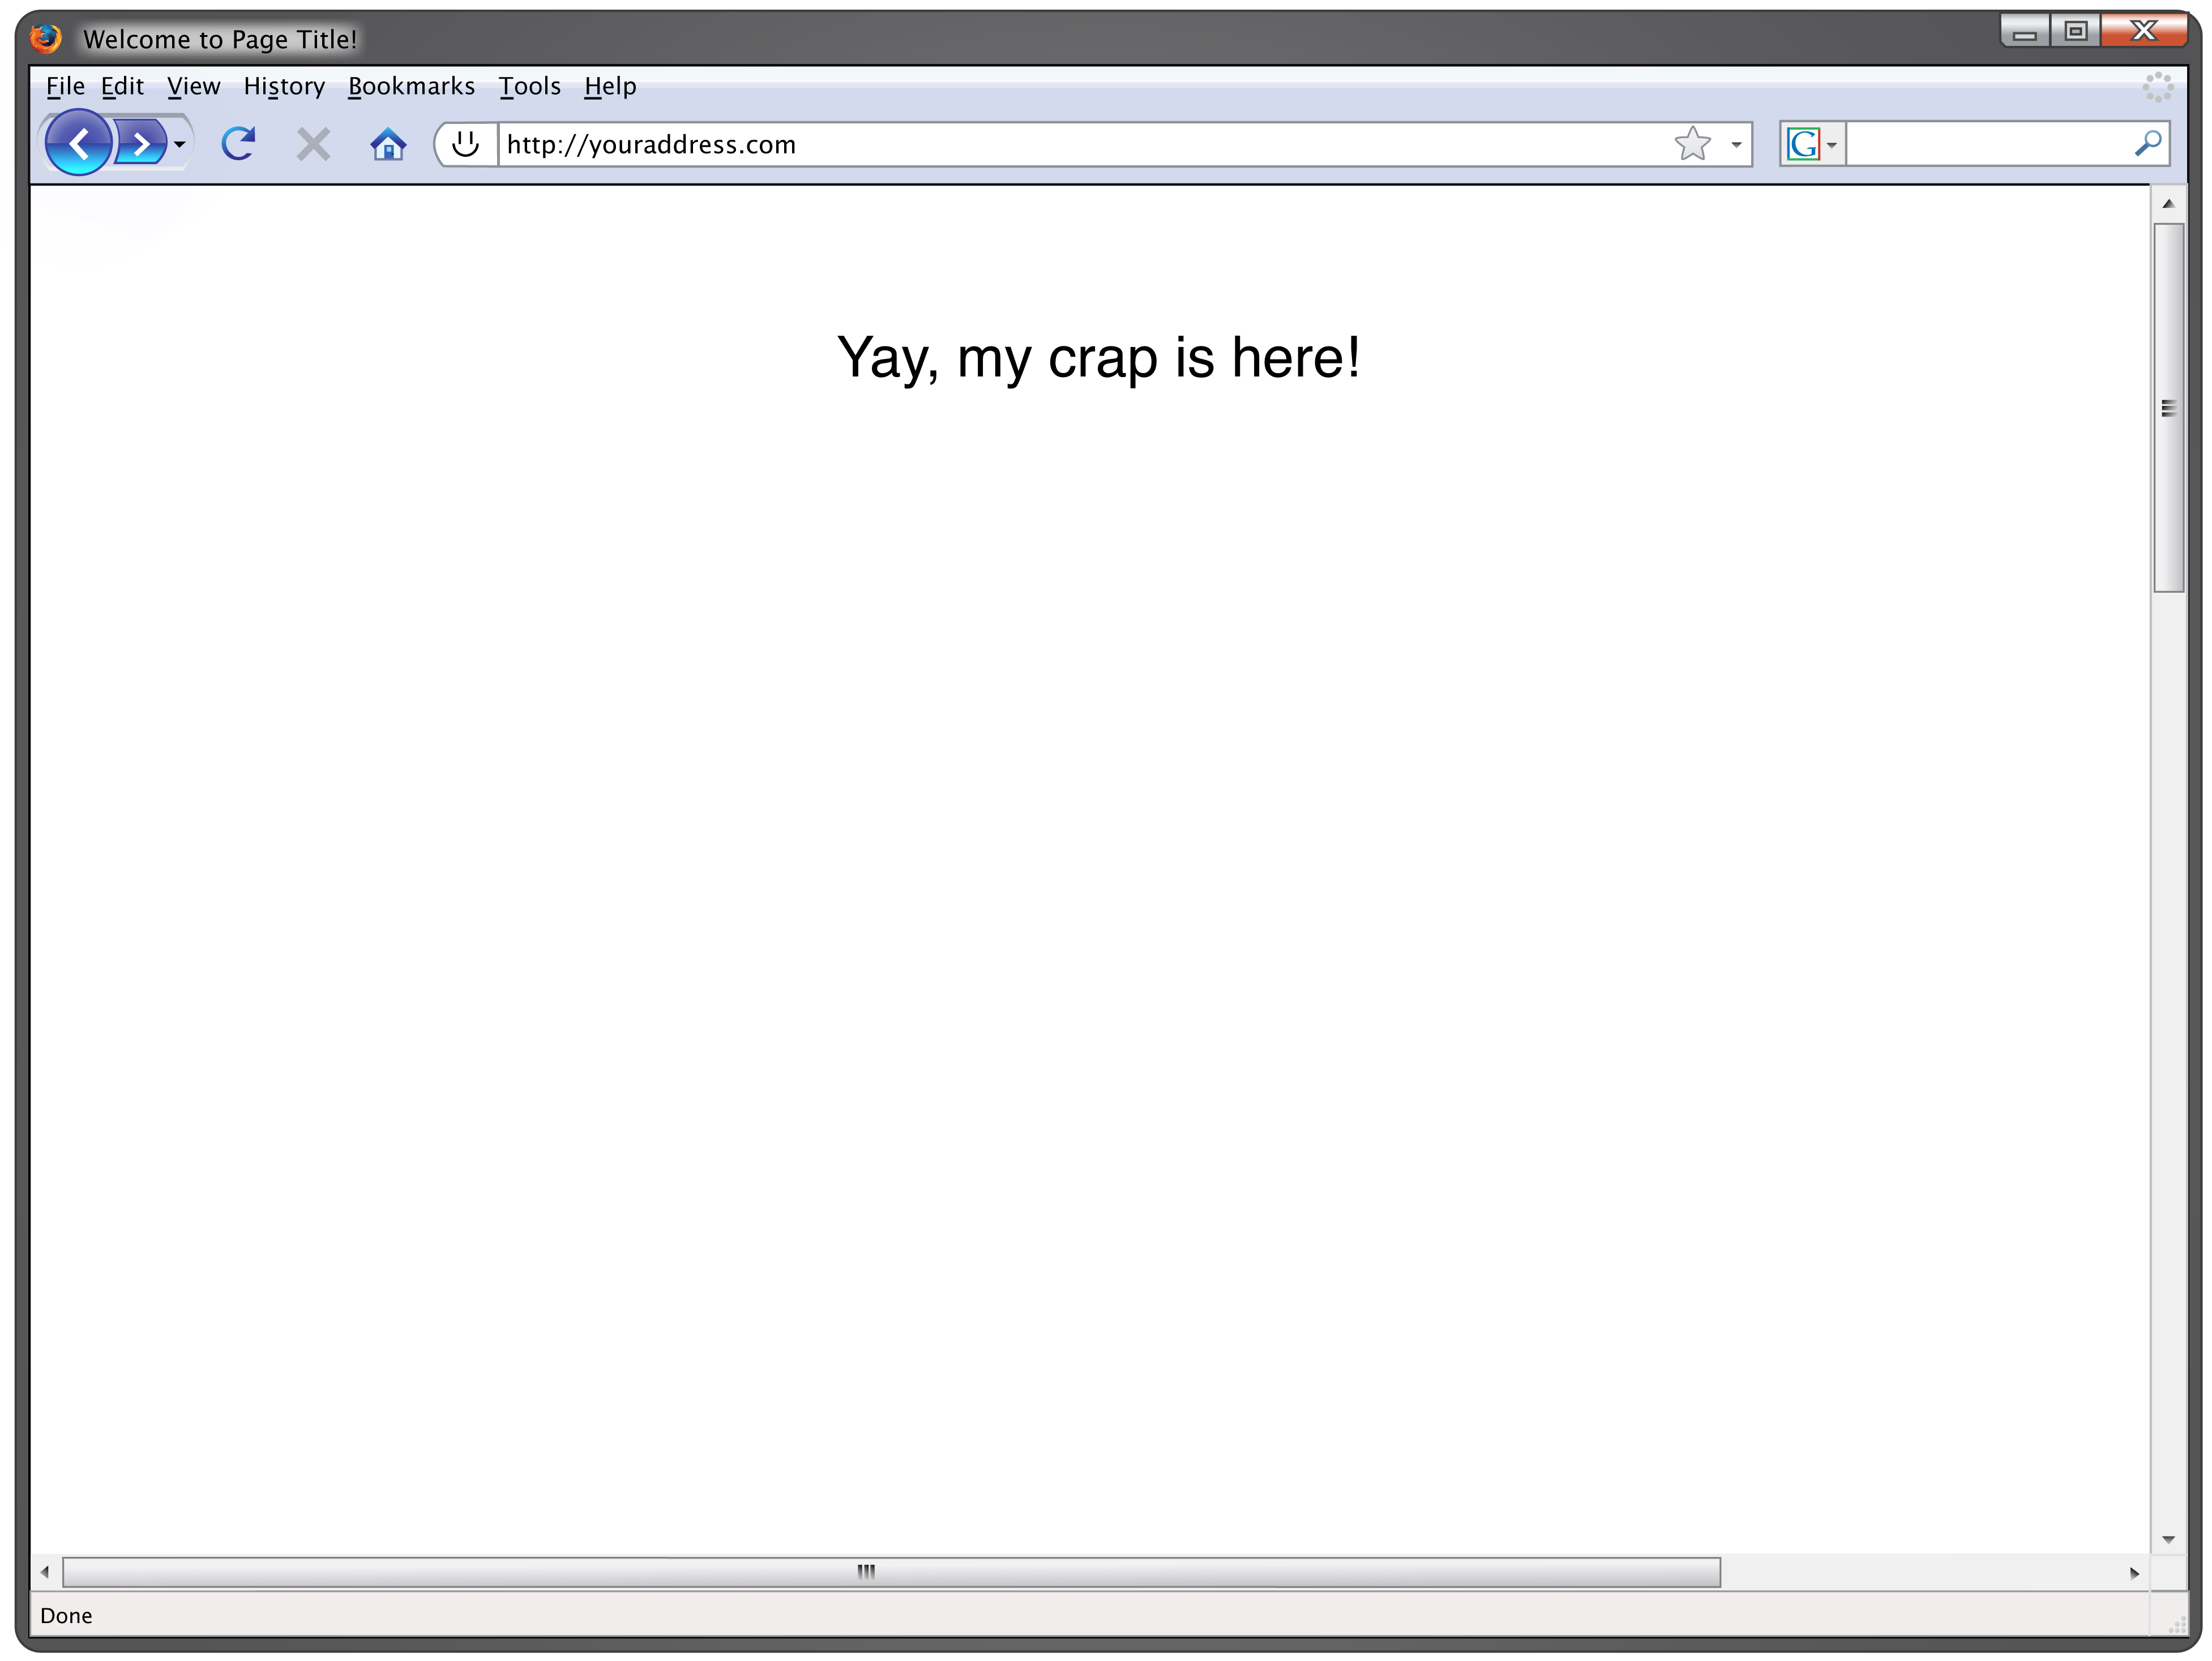 Welcome to Page Title!
File Edit View History Bookmarks Tools Help
http://youraddress.com
G
Yay, my crap is here!
Done